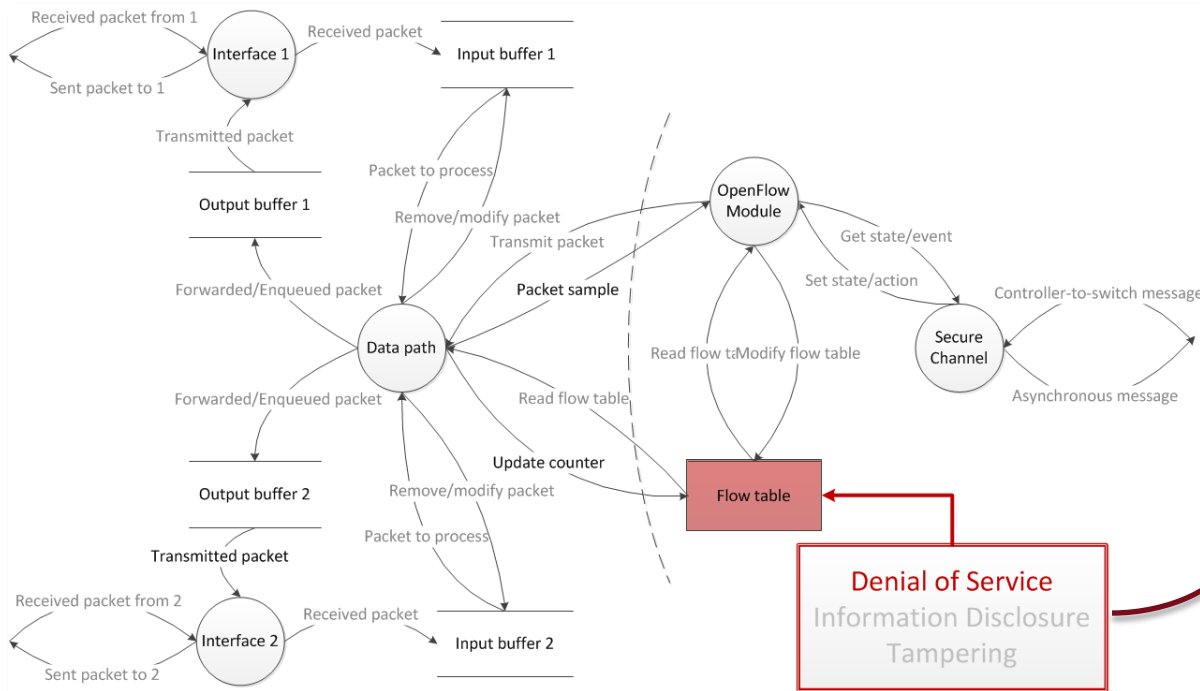 Received packet from 1
Interface 1
Received packet
Input buffer 1
Sent packet to 1
Transmitted packet
Output buffer 1
Packet to process
Remove/modify packet
Transmit packet
OpenFlow
Module
Get state/event
Set state/action
Packet sample
Forwarded/Enqueued packet
Controller-to-switch message
Data path
Read flow ta
Modify flow table
Secure
Channel
Forwarded/Enqueued packet
Read flow table
Asynchronous message
Update counter
Output buffer 2
Remove/modify packet
Flow table
Packet to process
Transmitted packet
Received packet from 2
Interface 2
Received packet
Input buffer 2
Sent packet to 2
Denial of Service
Information Disclosure
Tampering